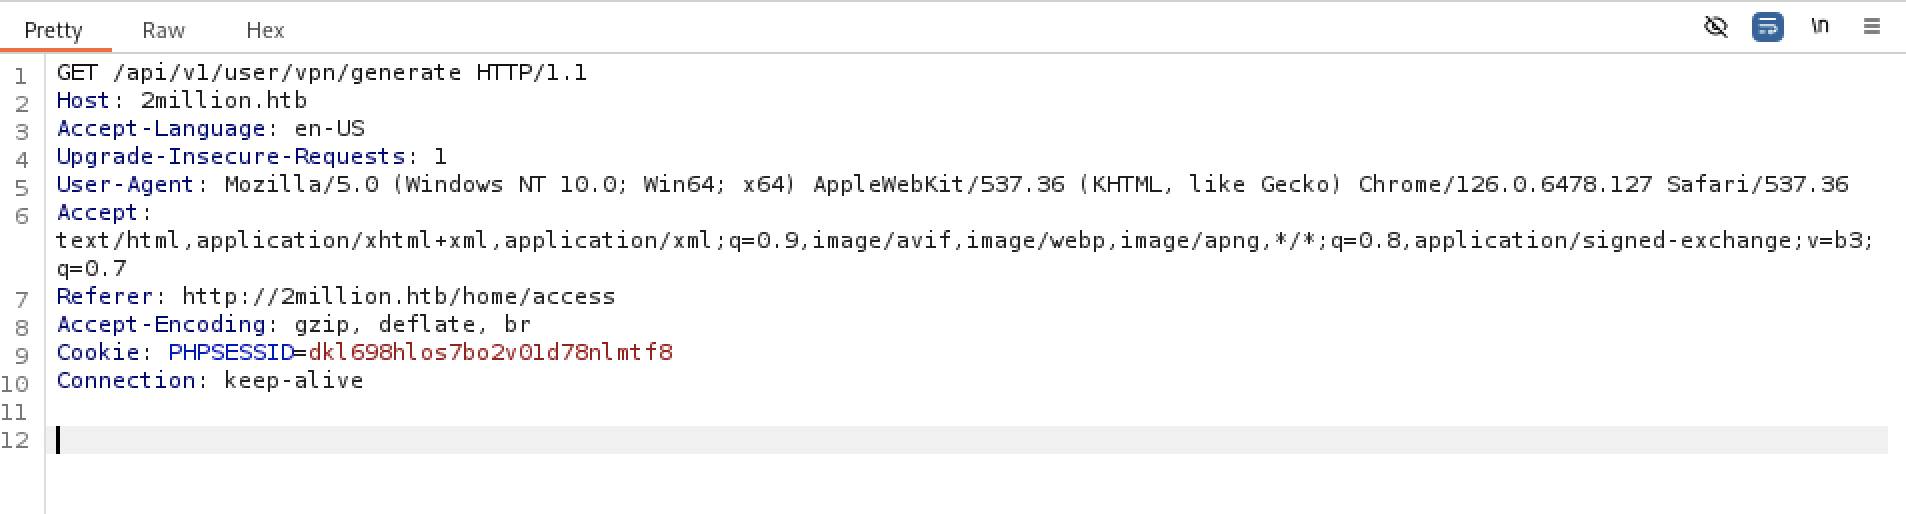 Pretty Raw Hex \n
1 GET /api/v1/user/vpn/generate HTTP/1.1
2 Host: 2million.htb
3 Accept-Language: en-US
4 Upgrade-Insecure-Requests: 1
5 User-Agent: Mozilla/5.0 (Windows NT 10.0; Win64; x64) AppleWebKit/537.36 (KHTML, like Gecko) Chrome/126.0.6478.127 Safari/537.36
6 Accept:
text/html,application/xhtml+xml,application/xml;q=0.9,image/avif,image/webp,image/apng,*/*;q=0.8,application/signed-exchange;v=b3;
q=0.7
7 Referer: http://2million.htb/home/access
8 Accept-Encoding: gzip, deflate, br
9 Cookie: PHPSESSID=dkl698hlos7bo2v01d78nlmtf8
10 Connection: keep-alive
11
12